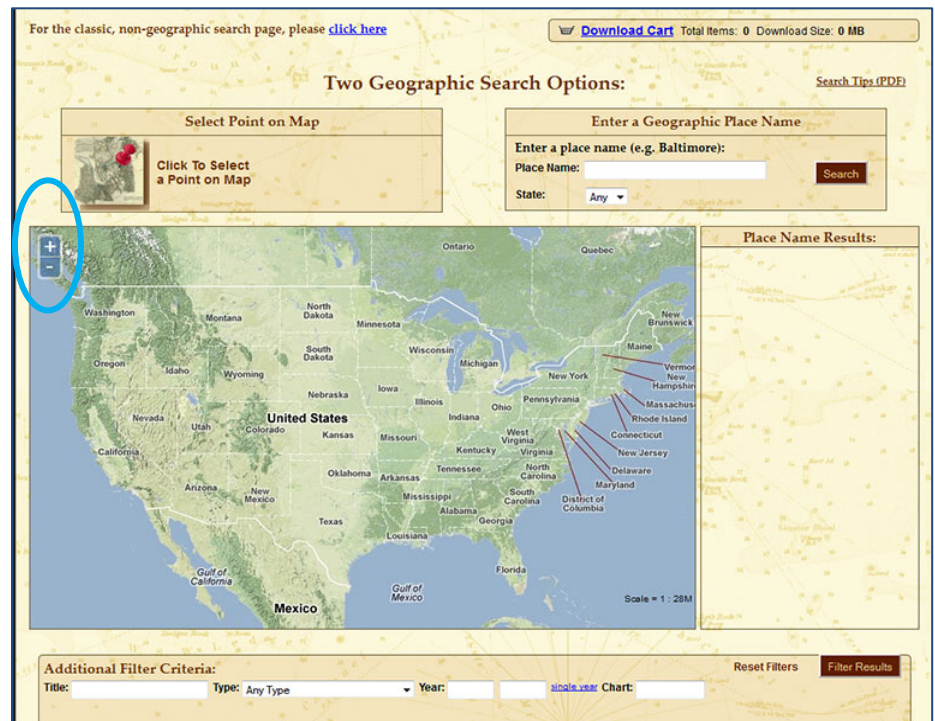 For the classic, non-geographic search page, please click here
Download Cart Total Items: 0 Download Size: 0 MB
Two Geographic Search Options:
Search Tips (PDF)
Select Point on Map
Click To Select
a Point on Map
Enter a Geographic Place Name
Enter a place name (e.g. Baltimore):
Place Name:
Search
State:
Any
+
-
Place Name Results:
Ontario
Quebec
Washington
Montana
North
Dakota
Minnesota
New
Brunswick
Maine
Oregon
Idaho
Wyoming
South
Dakota
Wisconsin
Michigan
New York
Vermon
New
Hampshir
Massachus
Rhode Island
Connecticut
Nebraska
Iowa
Illinois
Indiana
Ohio
Pennsylvania
New Jersey
Nevada
Utah
Colorado
United States
Kansas
Missouri
West
Virginia
Virginia
Kentucky
Delaware
Maryland
District of
Columbia
California
Arizona
New
Mexico
Oklahoma
Arkansas
Tennessee
North
Carolina
Mississippi
South
Carolina
Alabama
Georgia
Texas
Louisiana
Florida
Gulf of
California
Gulf of
Mexico
Mexico
Scale = 1 : 28M
Additional Filter Criteria:
Reset Filters
Filter Results
Title:
Type: Any Type
Year:
single year
Chart: